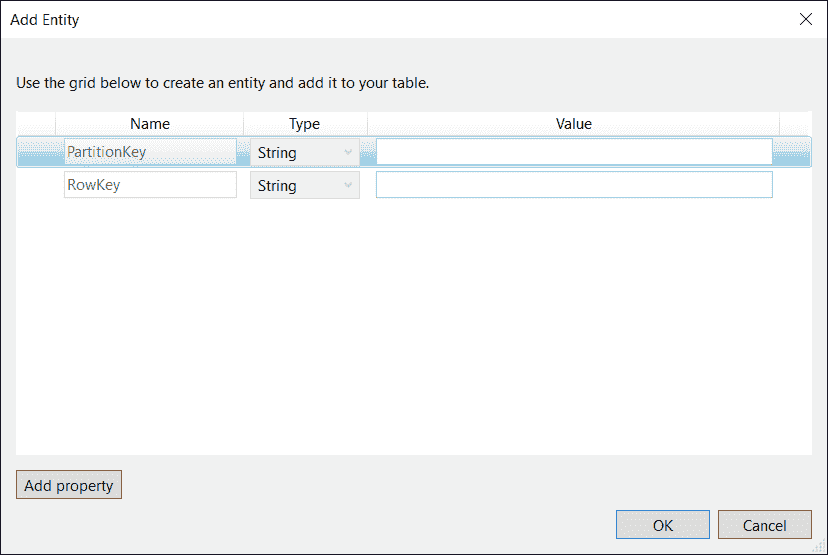 Add Entity
Use the grid below to create an entity and add it to your table.
Name Type Value
PartitionKey String
RowKey String
Add property
OK Cancel